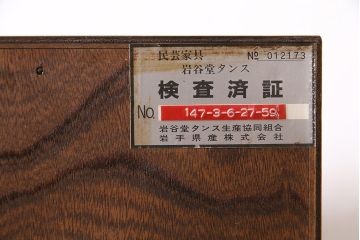 民芸家具 № 012173
岩谷堂タンス
検査済証
No. 147-3-6-27-59
岩谷堂タンス生産協同組合
岩手県産株式会社